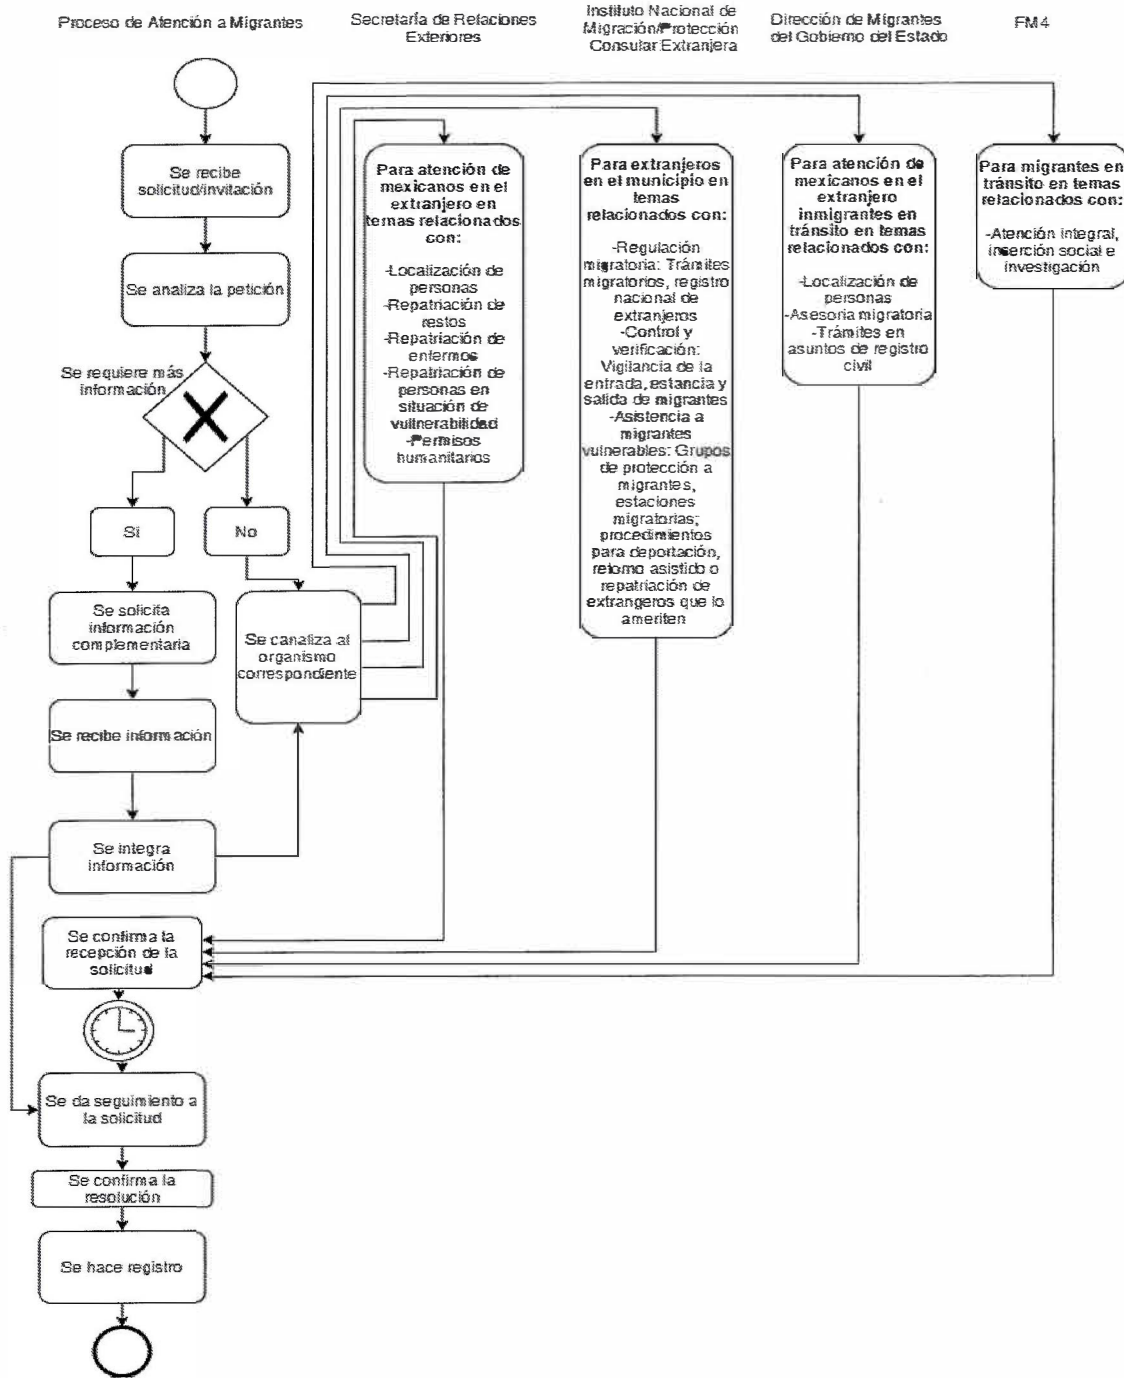 Proceso de Atención a Migrantes
Secretaría de Relaciones
Exteriores
Instituto Nacional de
Migración/Protección
Consular Extranjera
Dirección de Migrantes
del Gobierno del Estado
FM4
Se recibe
solicitud/invitación
Se analiza la petición
Se requiere más
información
Sí
No
Se solicita
información
complementaria
Se canaliza al
organismo
correspondiente
Se recibe información
Se integra
información
Se confirma la
recepción de la
solicitud
Se da seguimiento a
la solicitud
Se confirma la
resolución
Se hace registro
Para atención de
mexicanos en el
extranjero en
temas relacionados
con:
-Localización de
personas
-Repatriación de
restos
-Repatriación de
enfermos
-Repatriación de
personas en
situación de
vulnerabilidad
-Permisos
humanitarios
Para extranjeros
en el municipio en
temas
relacionados con:
-Regulación
migratoria: Trámites
migratorios, registro
nacional de
extranjeros
-Control y
verificación:
Vigilancia de la
entrada, estancia y
salida de migrantes
-Asistencia a
migrantes
vulnerables: Grupos
de protección a
migrantes,
estaciones
migratorias;
procedimientos
para deportación,
retorno asistido o
repatriación de
extrangeros que lo
ameriten
Para atención de
mexicanos en el
extranjero
inmigrantes en
tránsito en temas
relacionados con:
-Localización de
personas
-Asesoria migratoria
-Trámites en
asuntos de registro
civil
Para migrantes en
tránsito en temas
relacionados con:
-Atención integral,
inserción social e
investigación